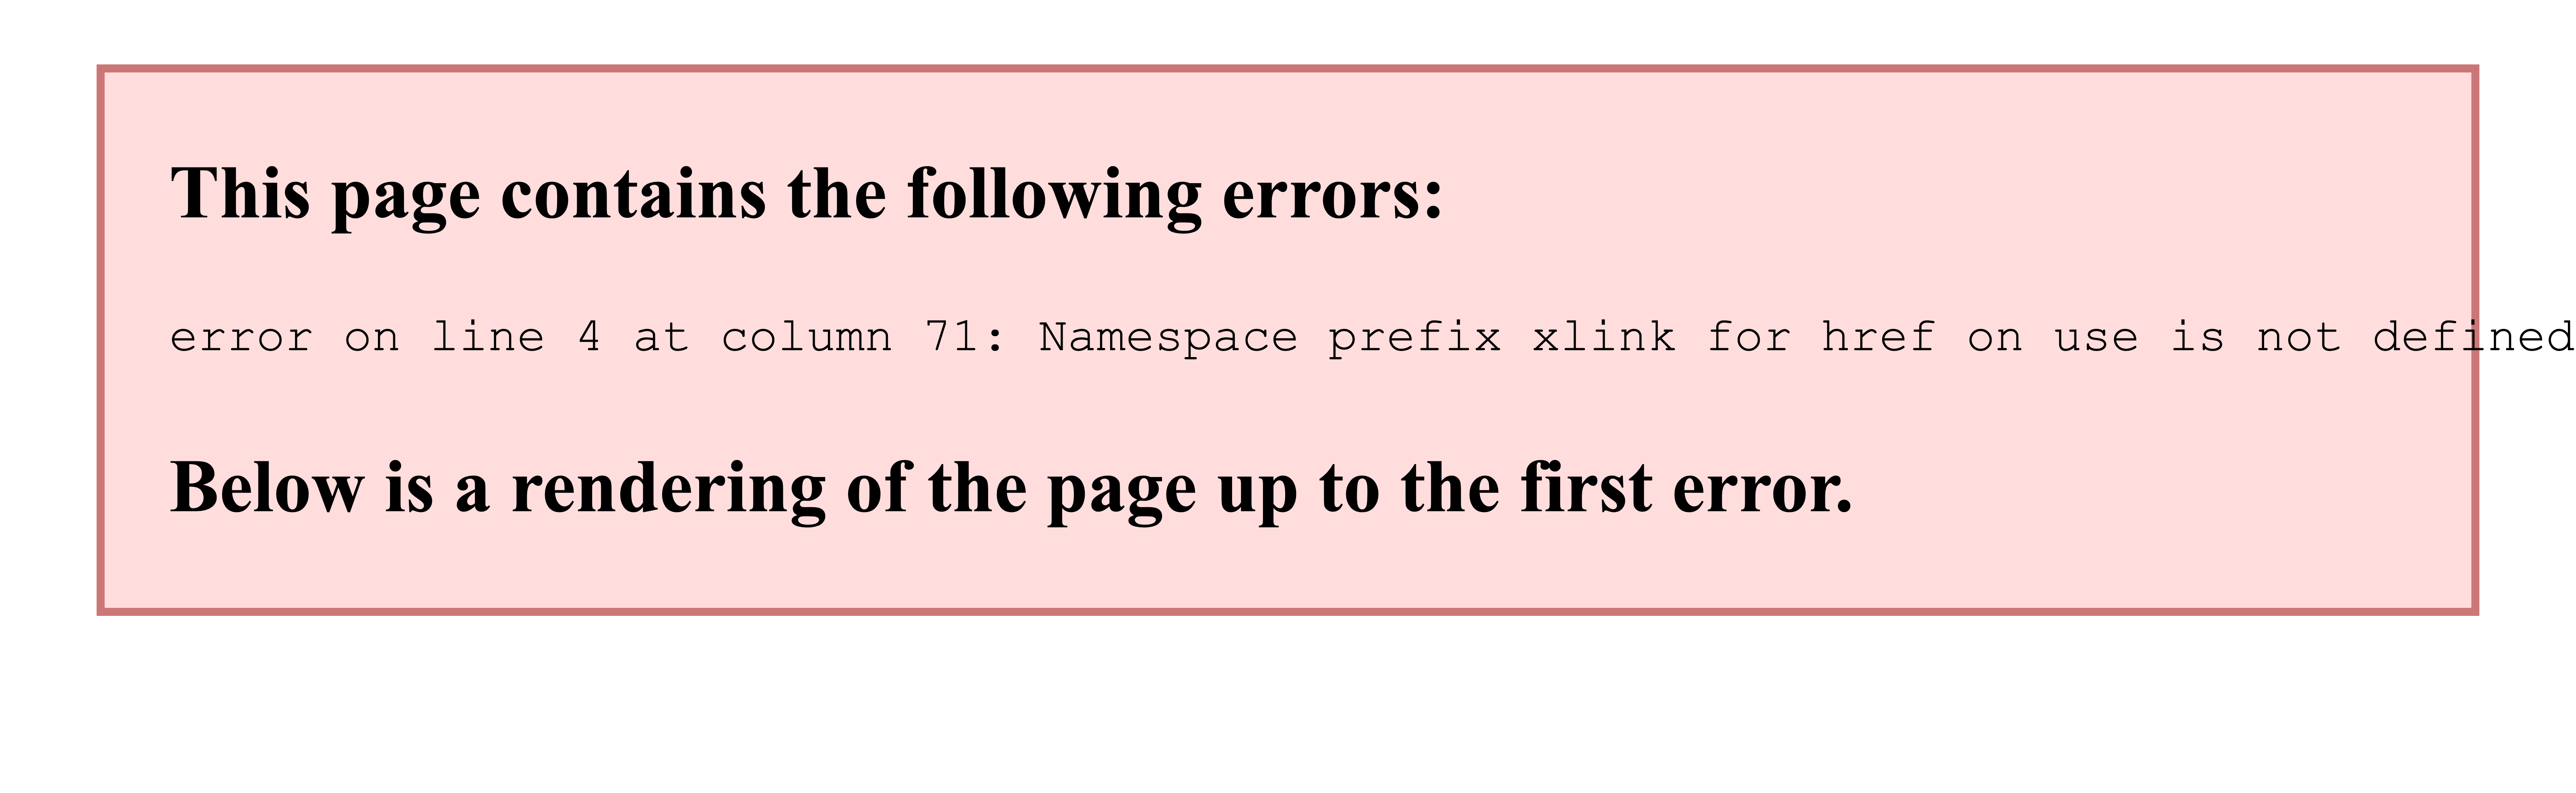 This page contains the following errors:
error on line 4 at column 71: Namespace prefix xlink for href on use is not defined
Below is a rendering of the page up to the first error.